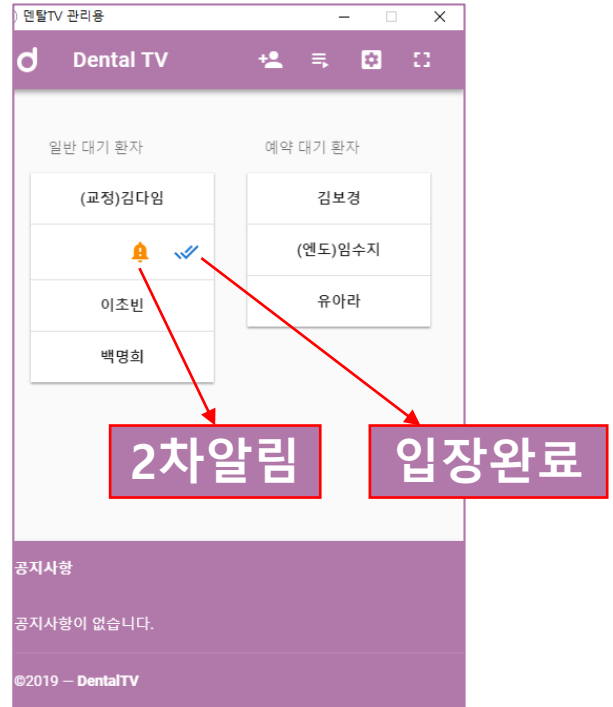 덴탈TV 관리용
d Dental TV
일반 대기 환자
예약 대기 환자
(교정)김다임
이초빈
백명희
김보경
(엔도)임수지
유아라
2차알림
입장완료
공지사항
공지사항이 없습니다.
©2019 — DentalTV